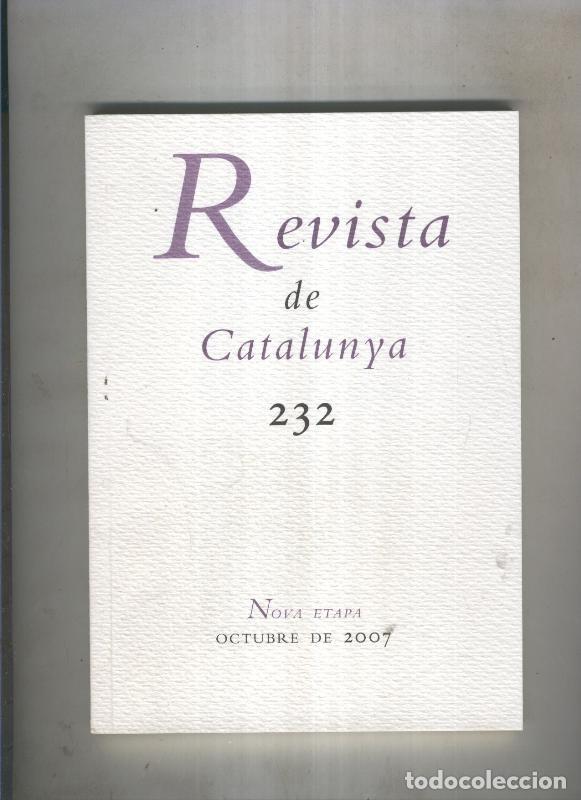 Revista
de
Catalunya
232
Nova etapa
octubre de 2007
todocoleccion